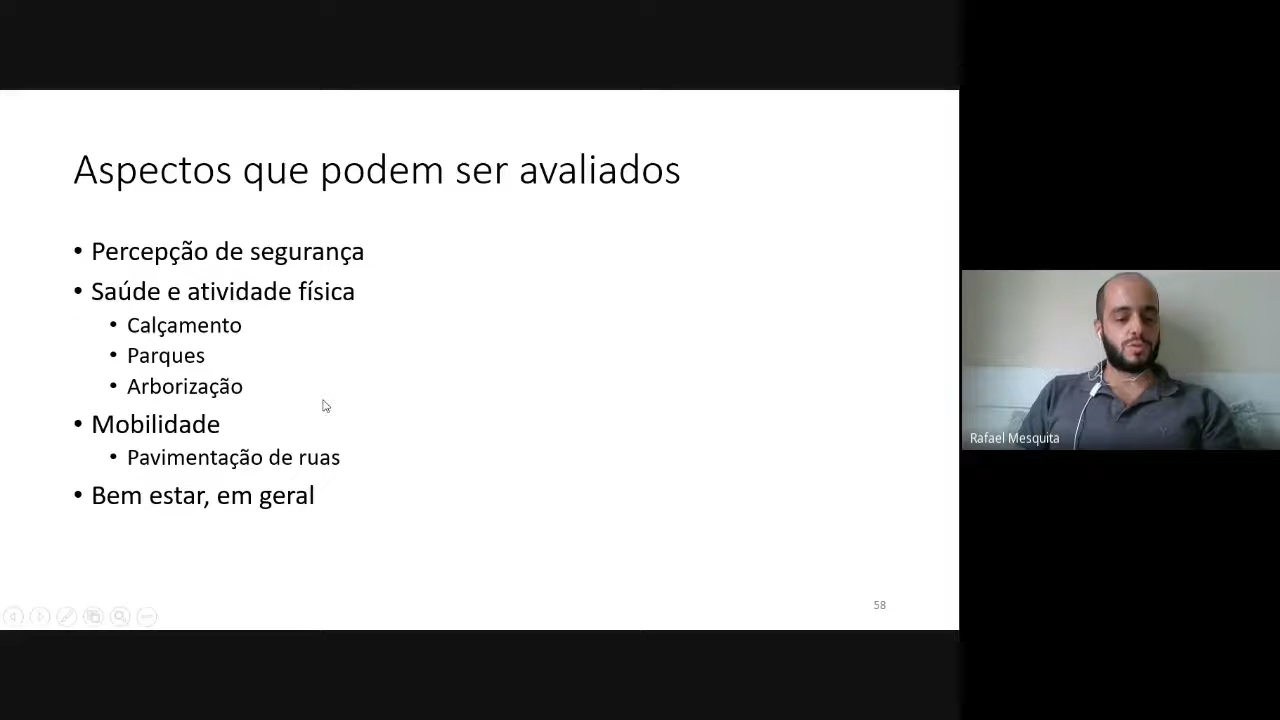 Aspectos que podem ser avaliados
• Percepção de segurança
• Saúde e atividade física
• Calçamento
• Parques
• Arborização
• Mobilidade
• Pavimentação de ruas
• Bem estar, em geral
58
Rafael Mesquita